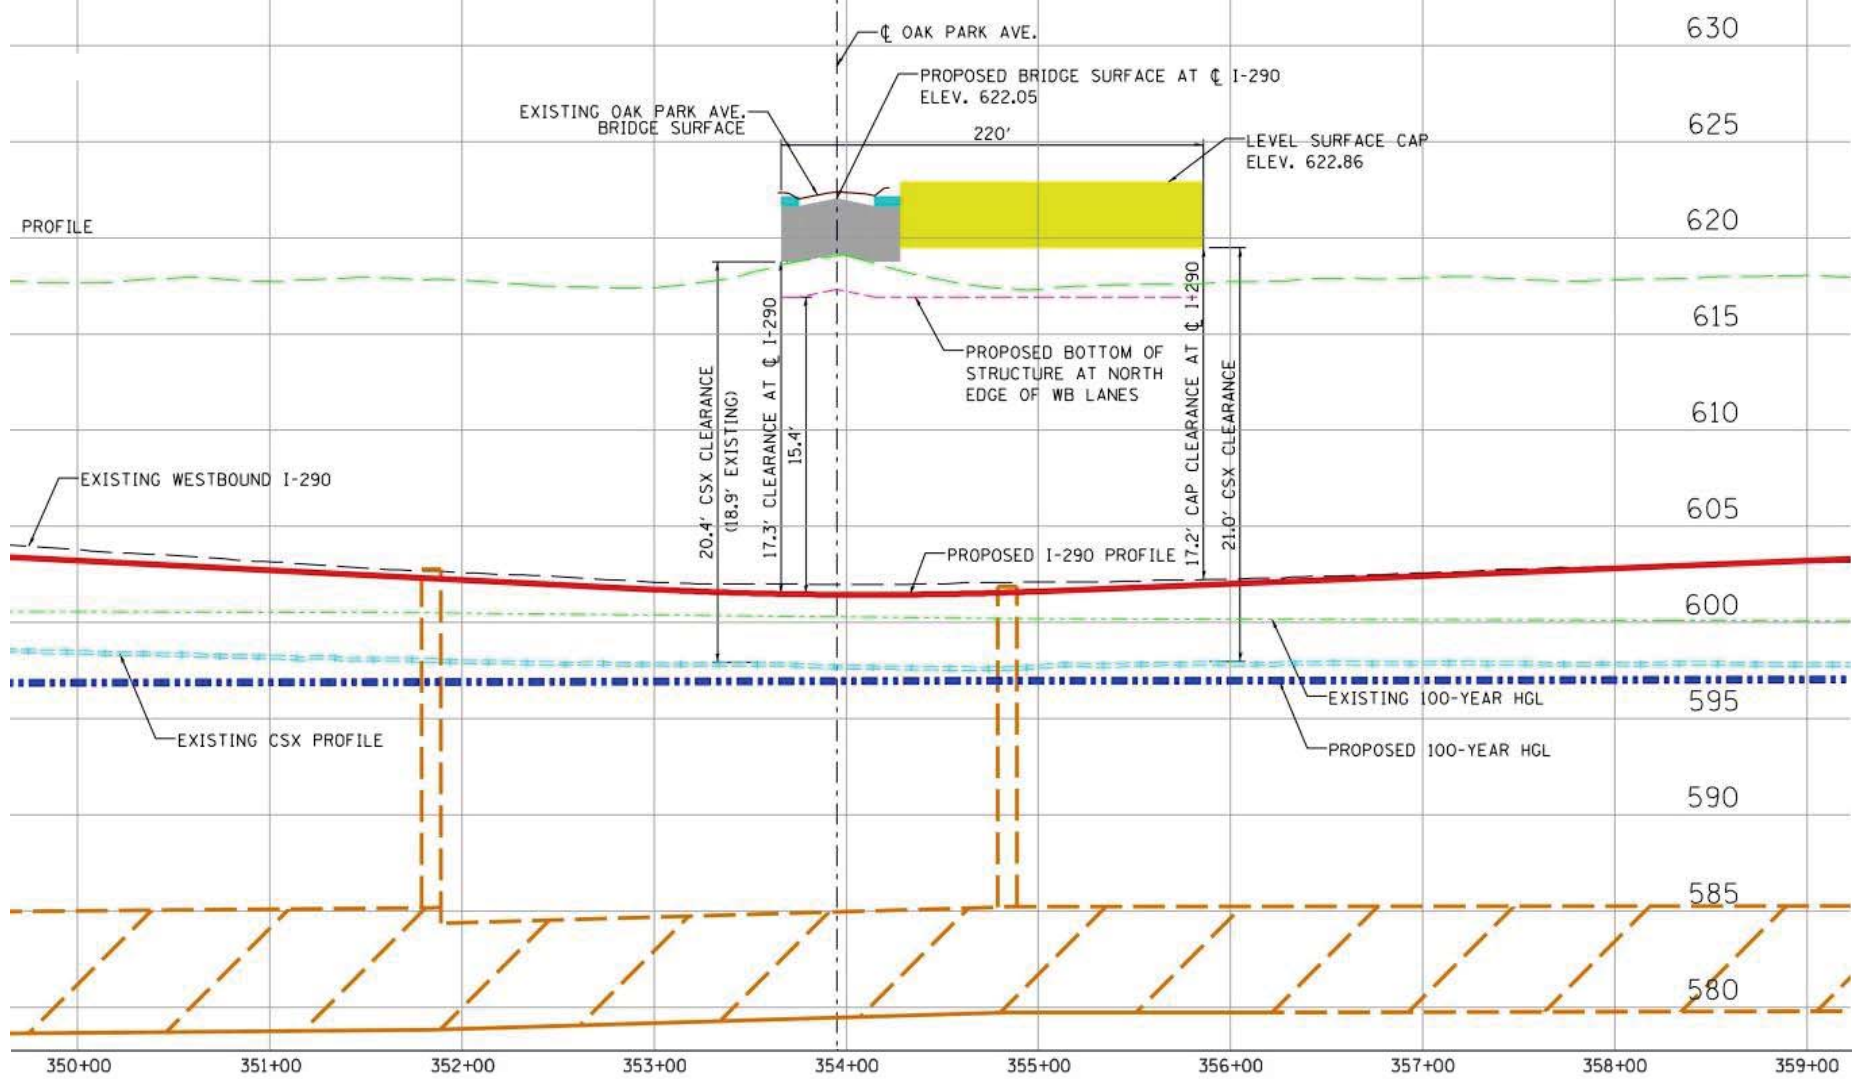 630
℄ OAK PARK AVE.
PROPOSED BRIDGE SURFACE AT ℄ I-290
ELEV. 622.05
EXISTING OAK PARK AVE.
BRIDGE SURFACE
220'
625
LEVEL SURFACE CAP
ELEV. 622.86
PROFILE
620
615
20.4' CSX CLEARANCE
(18.9' EXISTING)
17.3' CLEARANCE AT ℄ I-290
15.4'
PROPOSED BOTTOM OF
STRUCTURE AT NORTH
EDGE OF WB LANES
17.2' CAP CLEARANCE AT ℄ I-290
21.0' CSX CLEARANCE
610
EXISTING WESTBOUND I-290
605
PROPOSED I-290 PROFILE
600
EXISTING 100-YEAR HGL
595
EXISTING CSX PROFILE
PROPOSED 100-YEAR HGL
590
585
580
350+00 351+00 352+00 353+00 354+00 355+00 356+00 357+00 358+00 359+00